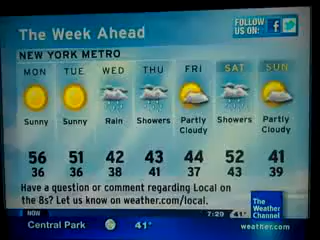 The Week Ahead
FOLLOW US ON: f
NEW YORK METRO
MON TUE WED THU FRI SAT SUN
Sunny Sunny Rain Showers Partly Cloudy Showers Partly Cloudy
56 51 42 43 44 52 41
36 36 38 41 37 43 39
Have a question or comment regarding Local on
the 8s? Let us know on weather.com/local.
The Weather Channel
NOW 7:29 41°
Central Park 41°
weather.com